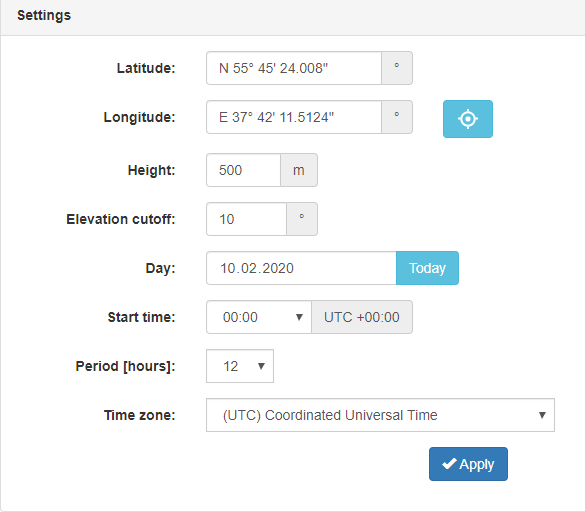 Settings
Latitude: N 55° 45' 24.008" °
Longitude: E 37° 42' 11.5124" °
Height: 500 m
Elevation cutoff: 10 °
Day: 10.02.2020 Today
Start time: 00:00 UTC +00:00
Period [hours]: 12
Time zone: (UTC) Coordinated Universal Time
Apply